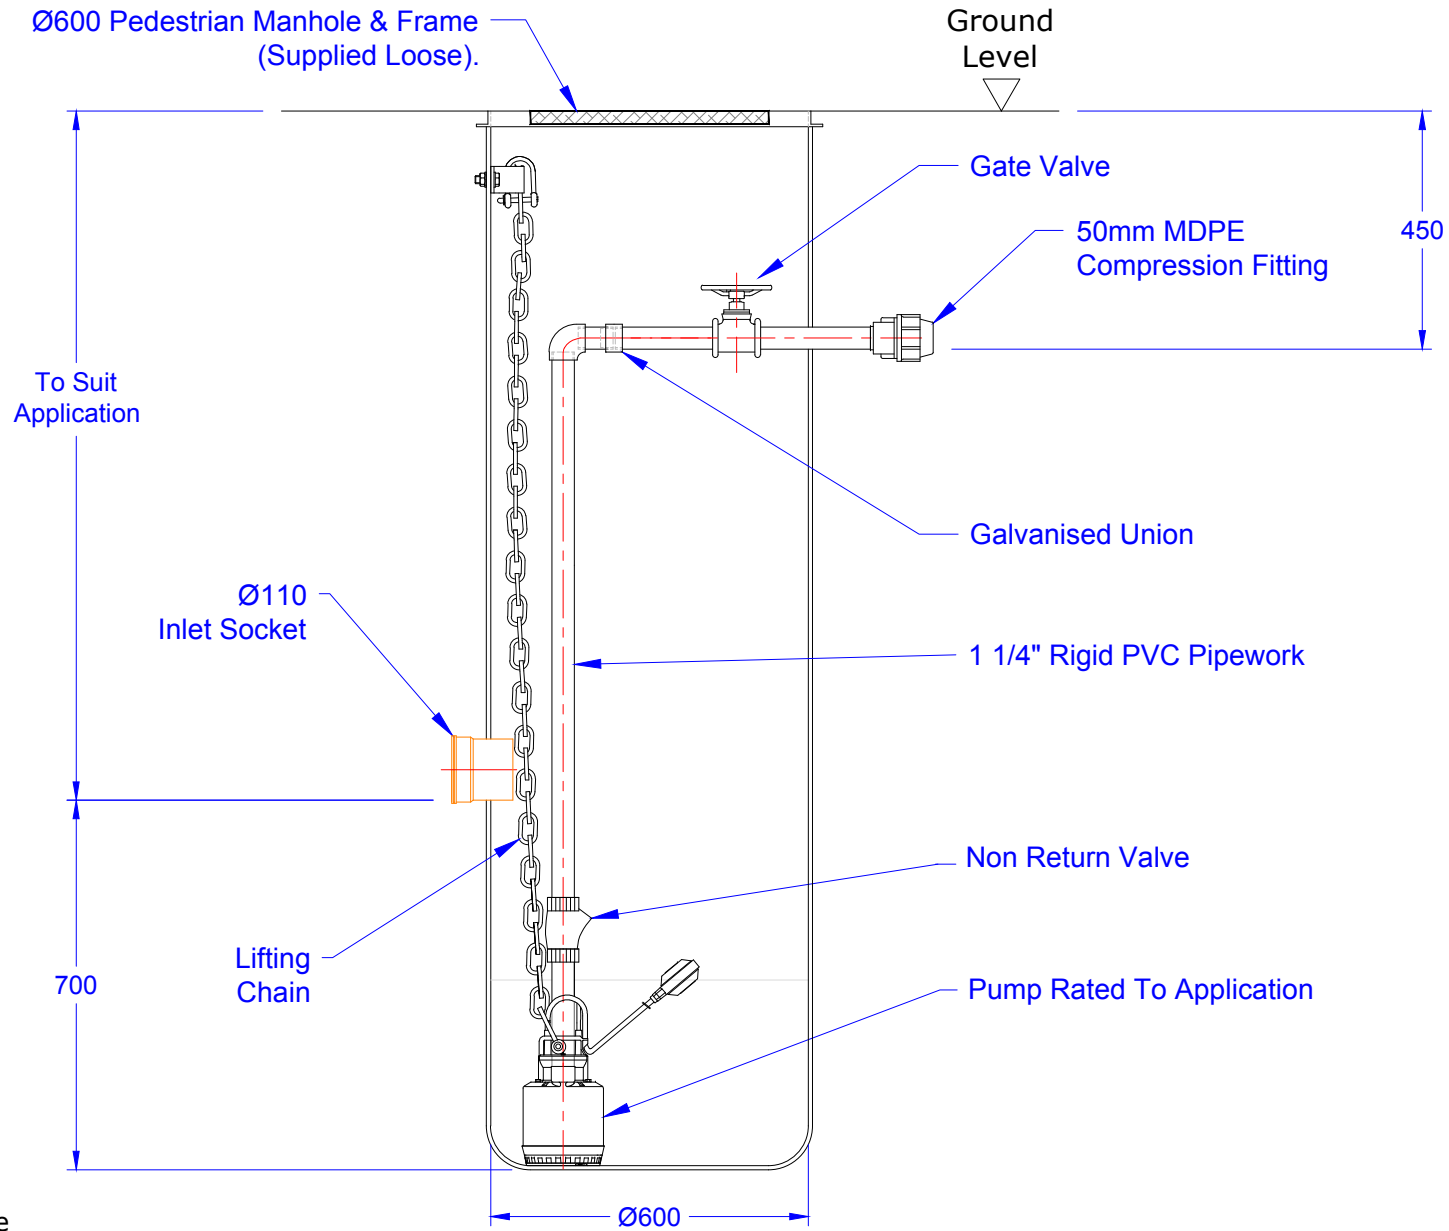 Ø600 Pedestrian Manhole & Frame
(Supplied Loose).
Ground
Level
Gate Valve
50mm MDPE
Compression Fitting
450
To Suit
Application
Galvanised Union
Ø110
Inlet Socket
1 1/4" Rigid PVC Pipework
Non Return Valve
Lifting
Chain
700
Pump Rated To Application
Ø600
e